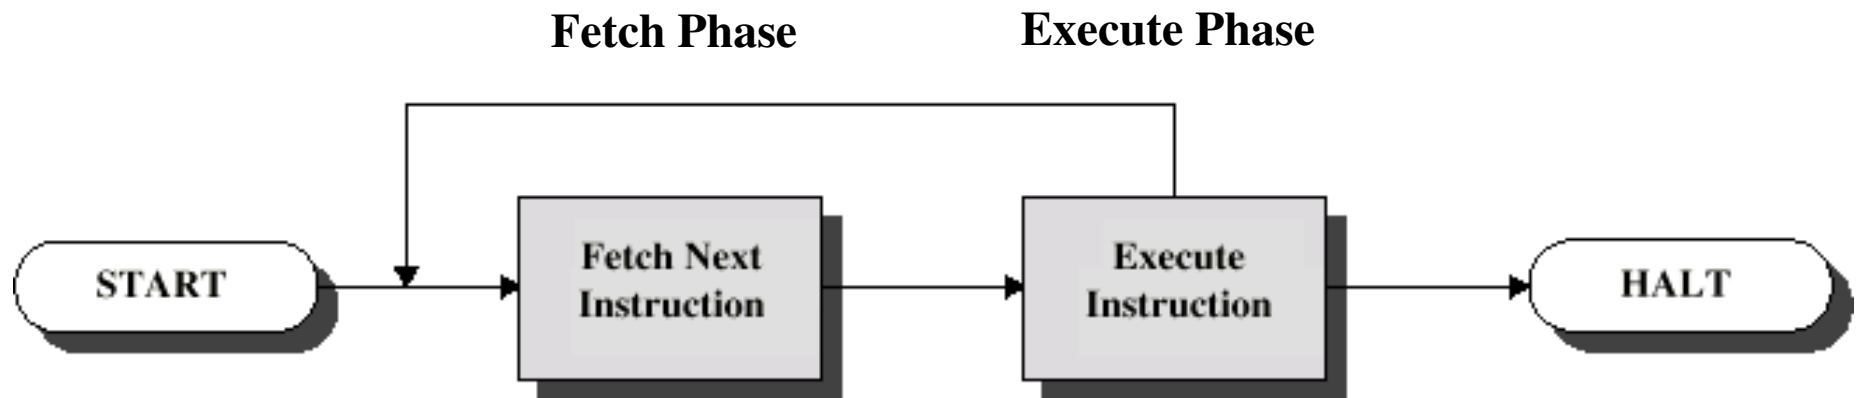 Fetch Phase
Execute Phase
START
Fetch Next
Instruction
Execute
Instruction
HALT